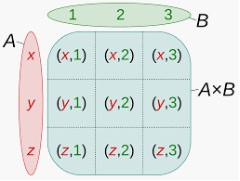 1 2 3 B
A
x (x,1) (x,2) (x,3)
A×B
y (y,1) (y,2) (y,3)
z (z,1) (z,2) (z,3)